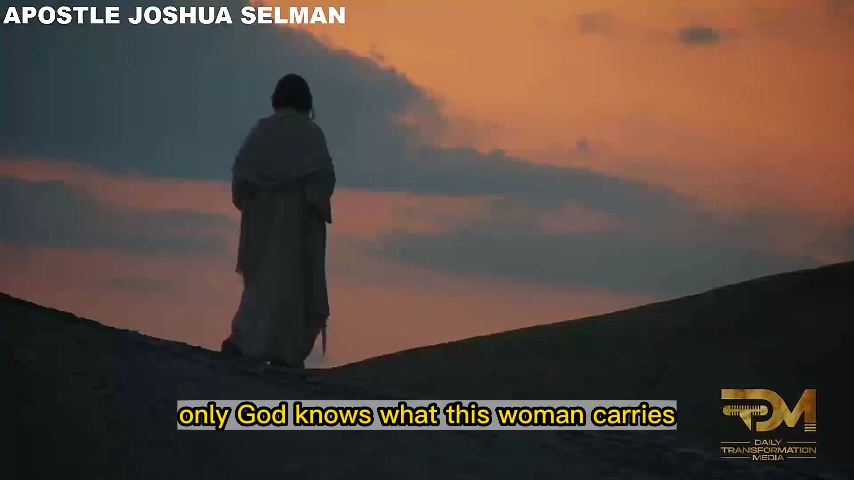 APOSTLE JOSHUA SELMAN
only God knows what this woman carries
DAILY
TRANSFORMATION
MEDIA